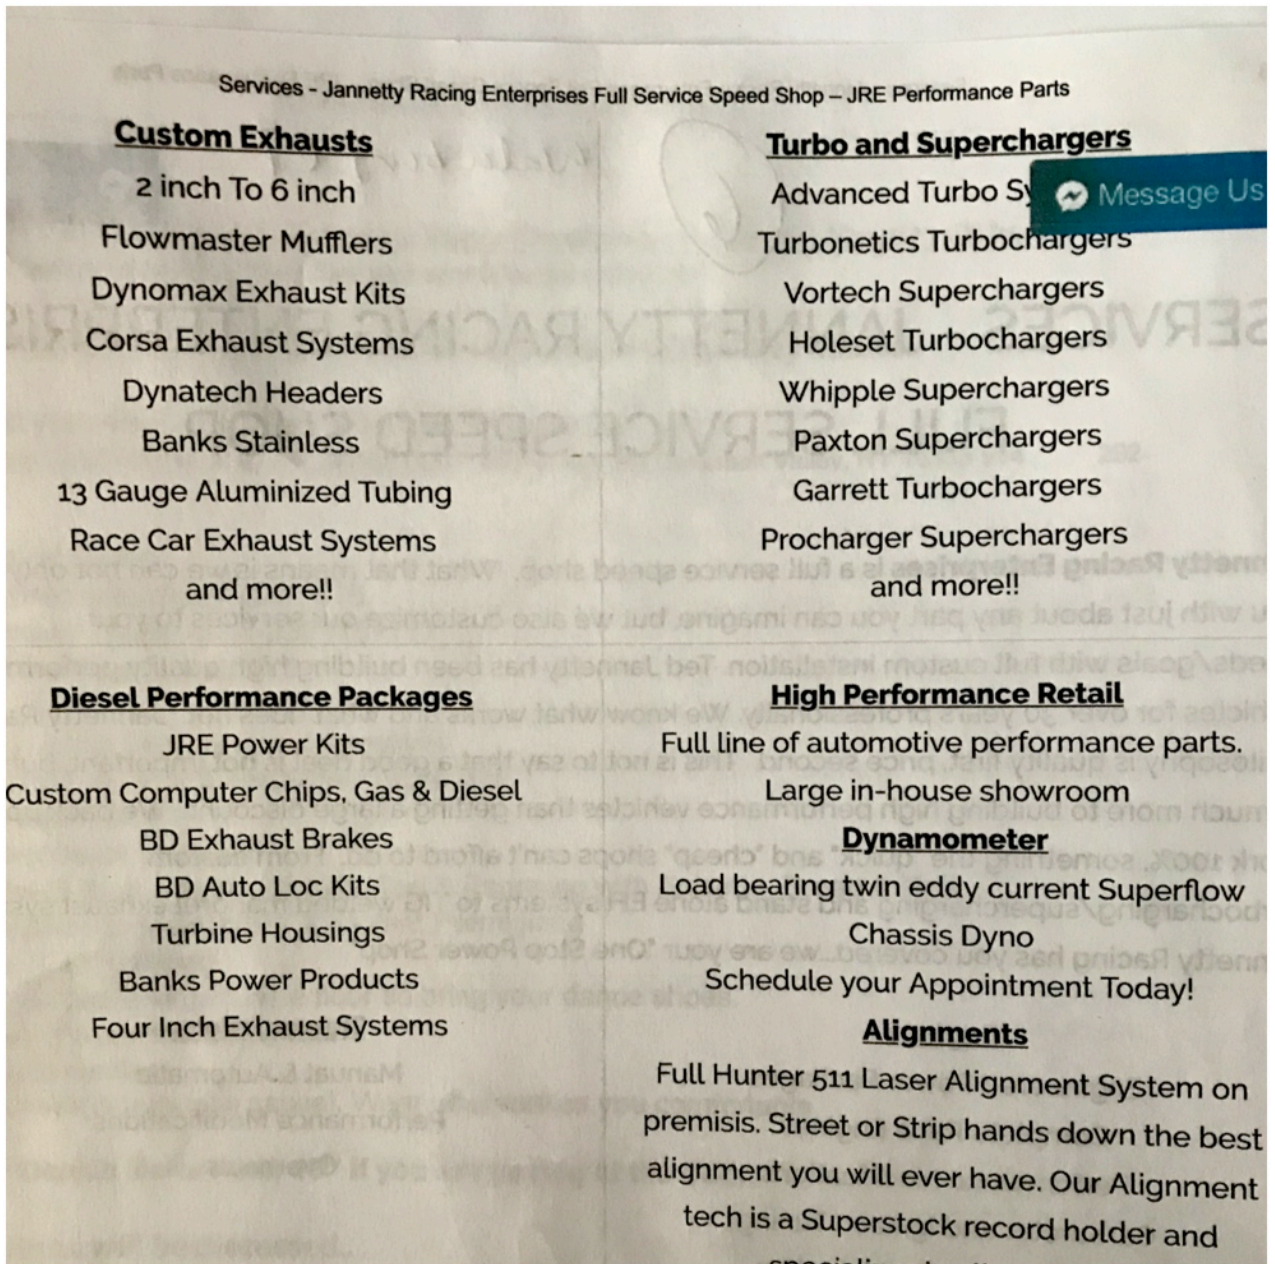 Services - Jannetty Racing Enterprises Full Service Speed Shop – JRE Performance Parts
Custom Exhausts
2 inch To 6 inch
Flowmaster Mufflers
Dynomax Exhaust Kits
Corsa Exhaust Systems
Dynatech Headers
Banks Stainless
13 Gauge Aluminized Tubing
Race Car Exhaust Systems
and more!!
Turbo and Superchargers
Advanced Turbo Sy
Message Us
Turbonetics Turbochargers
Vortech Superchargers
Holeset Turbochargers
Whipple Superchargers
Paxton Superchargers
Garrett Turbochargers
Procharger Superchargers
and more!!
Diesel Performance Packages
JRE Power Kits
Custom Computer Chips, Gas & Diesel
BD Exhaust Brakes
BD Auto Loc Kits
Turbine Housings
Banks Power Products
Four Inch Exhaust Systems
High Performance Retail
Full line of automotive performance parts.
Large in-house showroom
Dynamometer
Load bearing twin eddy current Superflow
Chassis Dyno
Schedule your Appointment Today!
Alignments
Full Hunter 511 Laser Alignment System on
premisis. Street or Strip hands down the best
alignment you will ever have. Our Alignment
tech is a Superstock record holder and